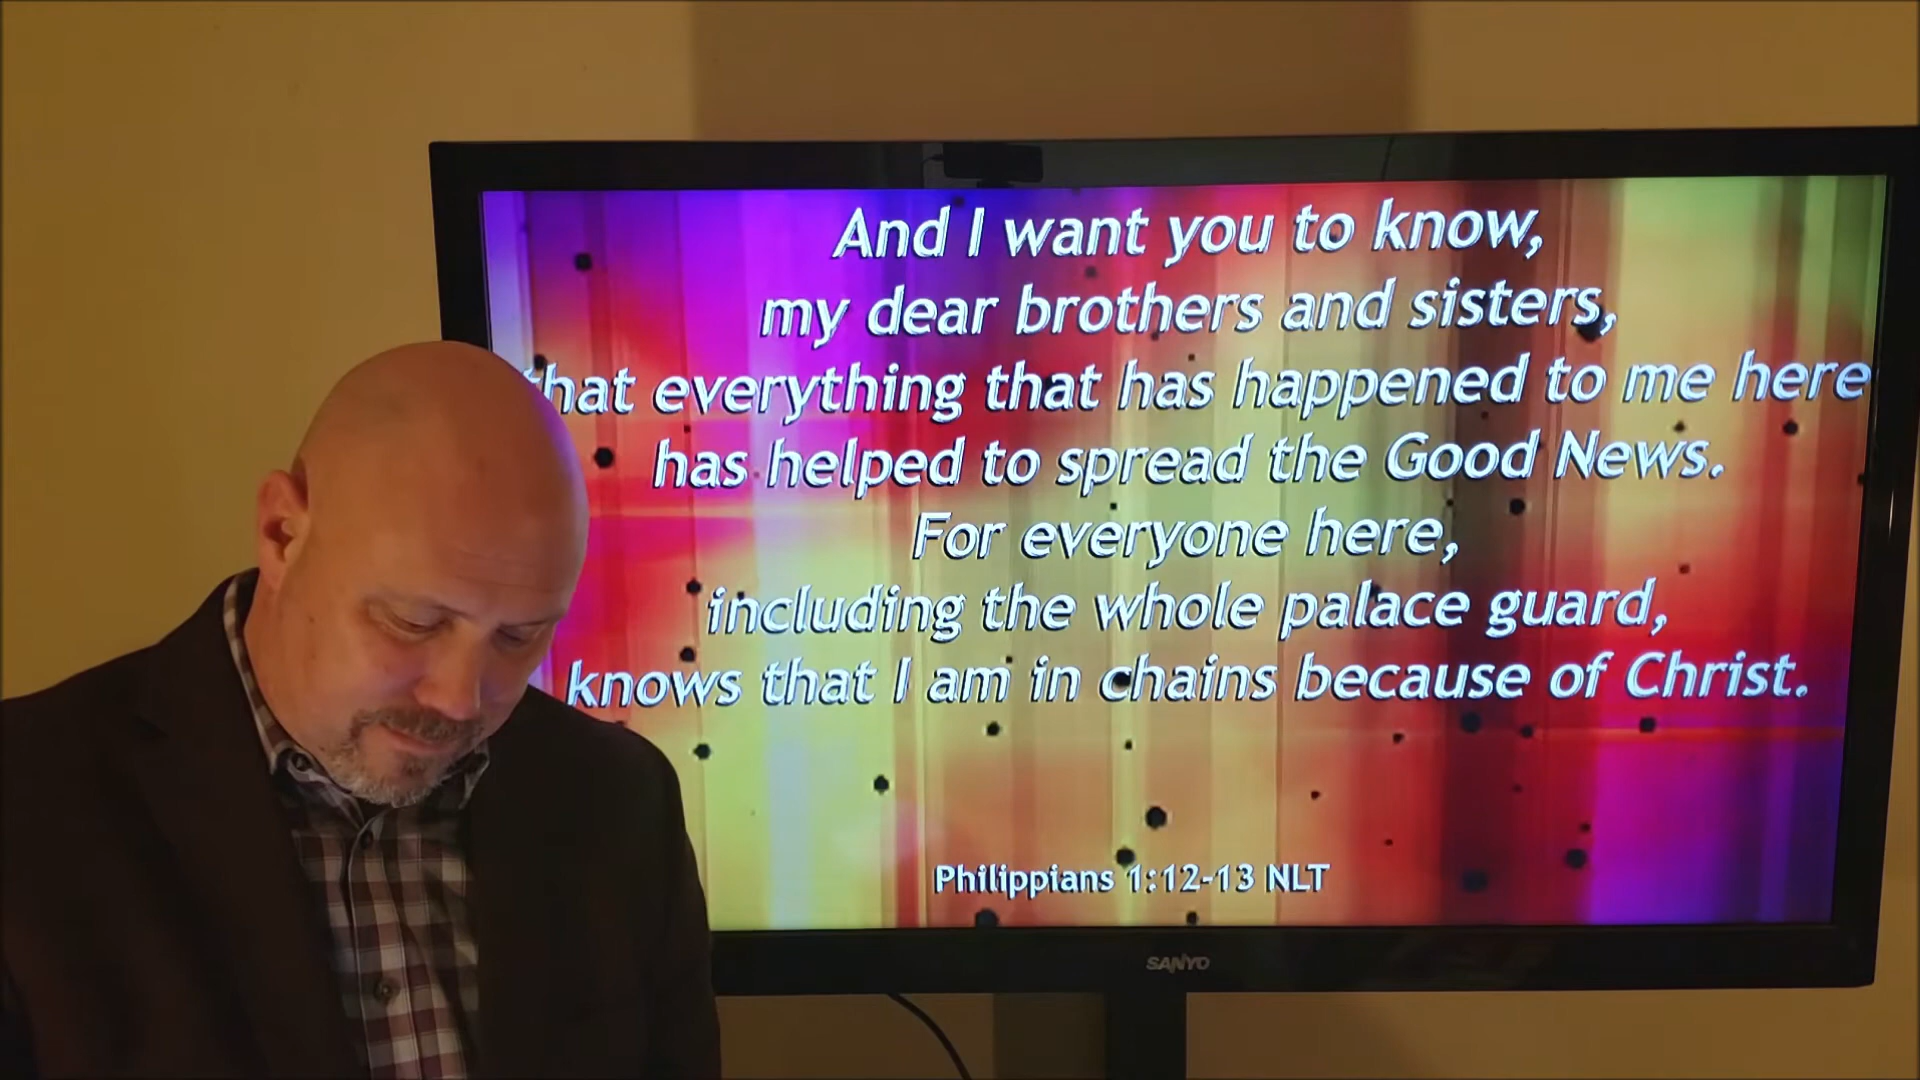 And I want you to know,
my dear brothers and sisters,
that everything that has happened to me here
has helped to spread the Good News.
For everyone here,
including the whole palace guard,
knows that I am in chains because of Christ.
Philippians 1:12-13 NLT
SANYO